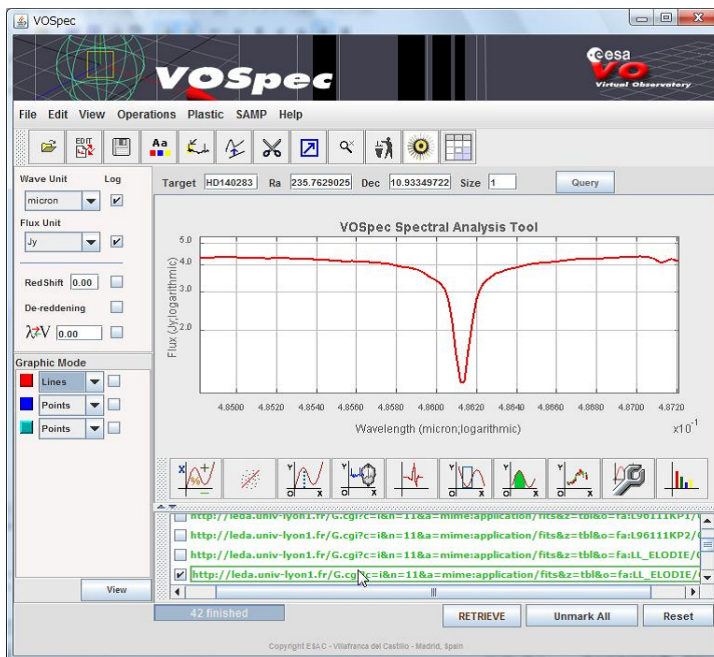 VOSpec
VOSpec
esa
VO
Virtual Observatory
File Edit View Operations Plastic SAMP Help
EDIT
Aa
Wave Unit Log
micron
Flux Unit
Jy
RedShift 0.00
De-reddening
λ⇄V 0.00
Graphic Mode
Lines
Points
Points
View
Target HD140283 Ra 235.7629025 Dec 10.93349722 Size 1 Query
VOSpec Spectral Analysis Tool
Flux (Jy;logarithmic)
5.0
4.0
3.0
2.0
4.8500 4.8520 4.8540 4.8560 4.8580 4.8600 4.8620 4.8640 4.8660 4.8680 4.8700 4.8720
Wavelength (micron;logarithmic)
x10⁻¹
http://leda.univ-lyon1.fr/G.cgi?c=i&n=11&a=mime:application/fits&z=tbl&o=fa:L96111KP1/
http://leda.univ-lyon1.fr/G.cgi?c=i&n=11&a=mime:application/fits&z=tbl&o=fa:L96111KP2/
http://leda.univ-lyon1.fr/G.cgi?c=i&n=11&a=mime:application/fits&z=tbl&o=fa:LL_ELODIE/
http://leda.univ-lyon1.fr/G.cgi?c=i&n=11&a=mime:application/fits&z=tbl&o=fa:LL_ELODIE/
42 finished
RETRIEVE Unmark All Reset
Copyright ESAC - Villafranca del Castillo - Madrid, Spain